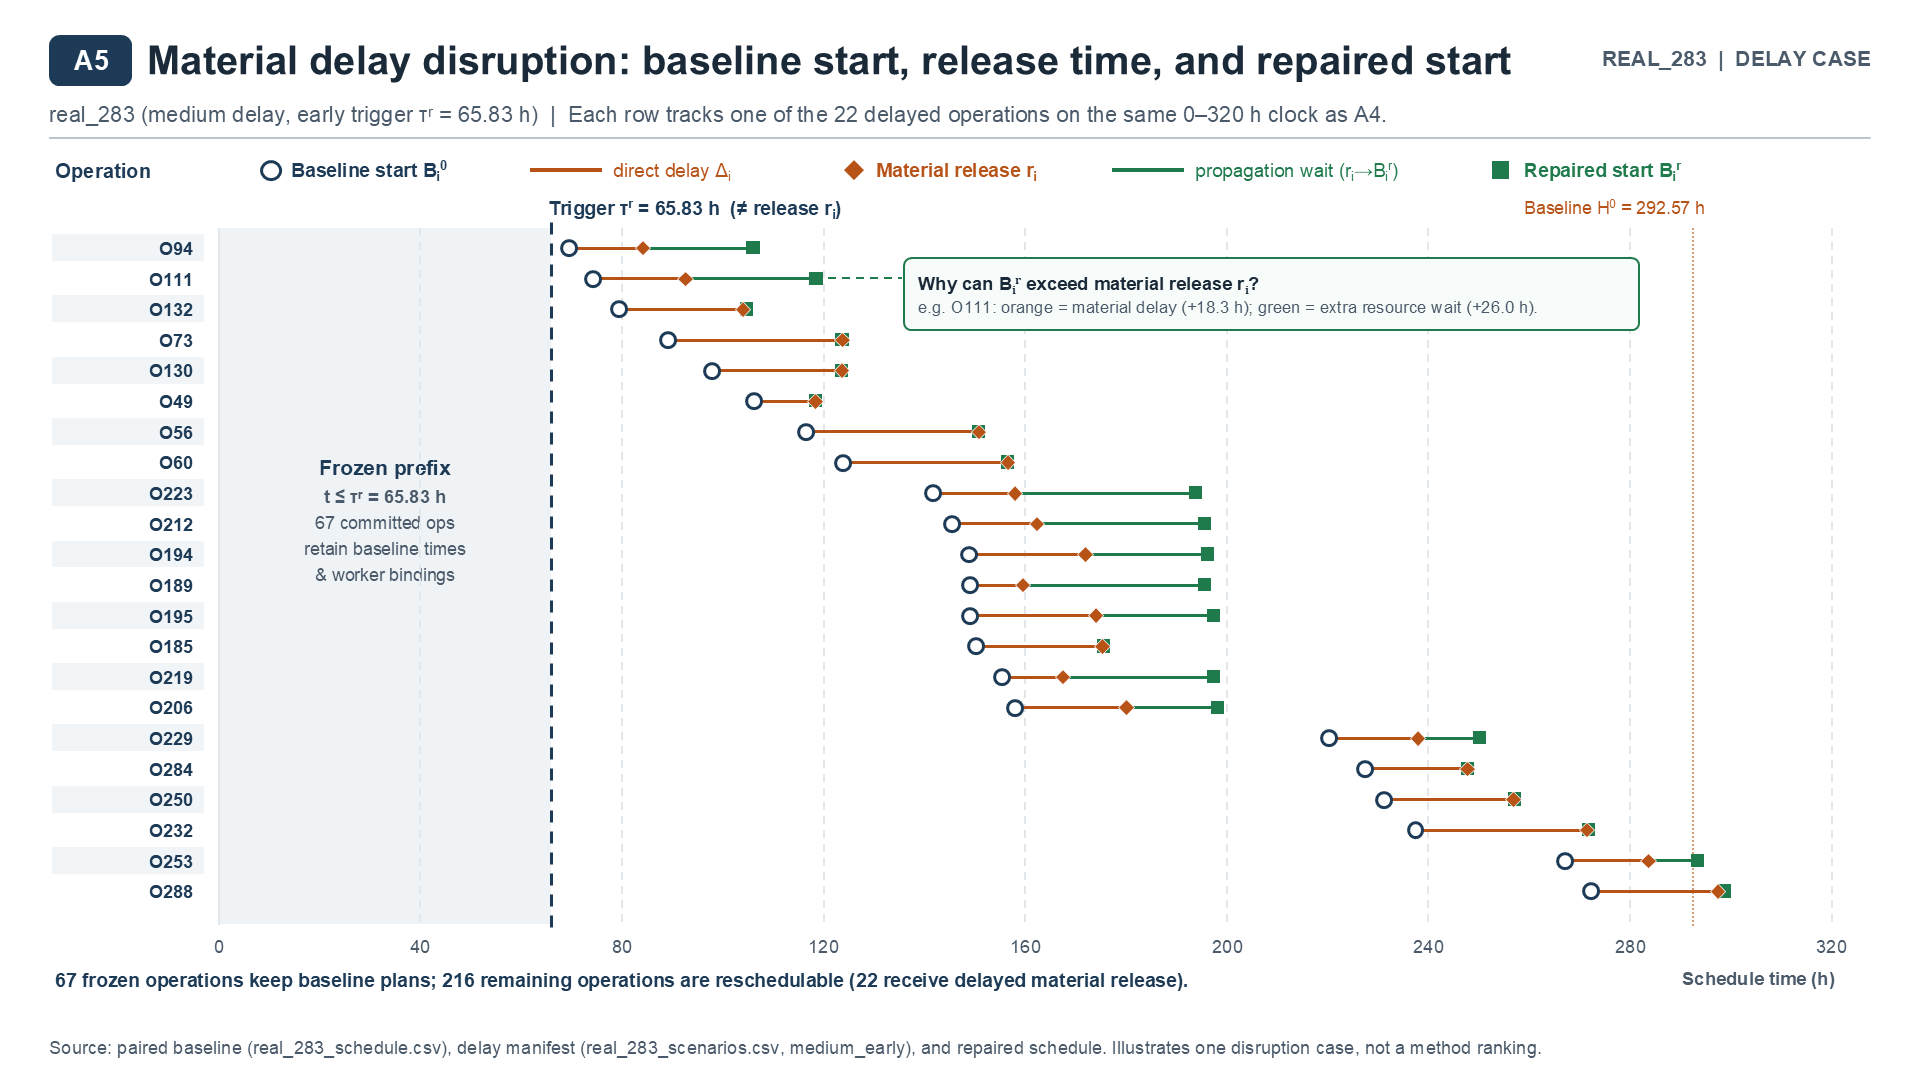 A5
Material delay disruption: baseline start, release time, and repaired start
REAL_283 | DELAY CASE
real_283 (medium delay, early trigger τʳ = 65.83 h) | Each row tracks one of the 22 delayed operations on the same 0–320 h clock as A4.
Operation
Baseline start Bᵢ⁰
direct delay Δᵢ
Material release rᵢ
propagation wait (rᵢ→Bᵢʳ)
Repaired start Bᵢʳ
Trigger τʳ = 65.83 h (≠ release rᵢ)
Baseline H⁰ = 292.57 h
O94
O111
Why can Bᵢʳ exceed material release rᵢ?
e.g. O111: orange = material delay (+18.3 h); green = extra resource wait (+26.0 h).
O132
O73
O130
O49
O56
O60
O223
O212
O194
O189
O195
O185
O219
O206
O229
O284
O250
O232
O253
O288
Frozen prefix
t ≤ τʳ = 65.83 h
67 committed ops
retain baseline times
& worker bindings
0 40 80 120 160 200 240 280 320
67 frozen operations keep baseline plans; 216 remaining operations are reschedulable (22 receive delayed material release).
Schedule time (h)
Source: paired baseline (real_283_schedule.csv), delay manifest (real_283_scenarios.csv, medium_early), and repaired schedule. Illustrates one disruption case, not a method ranking.